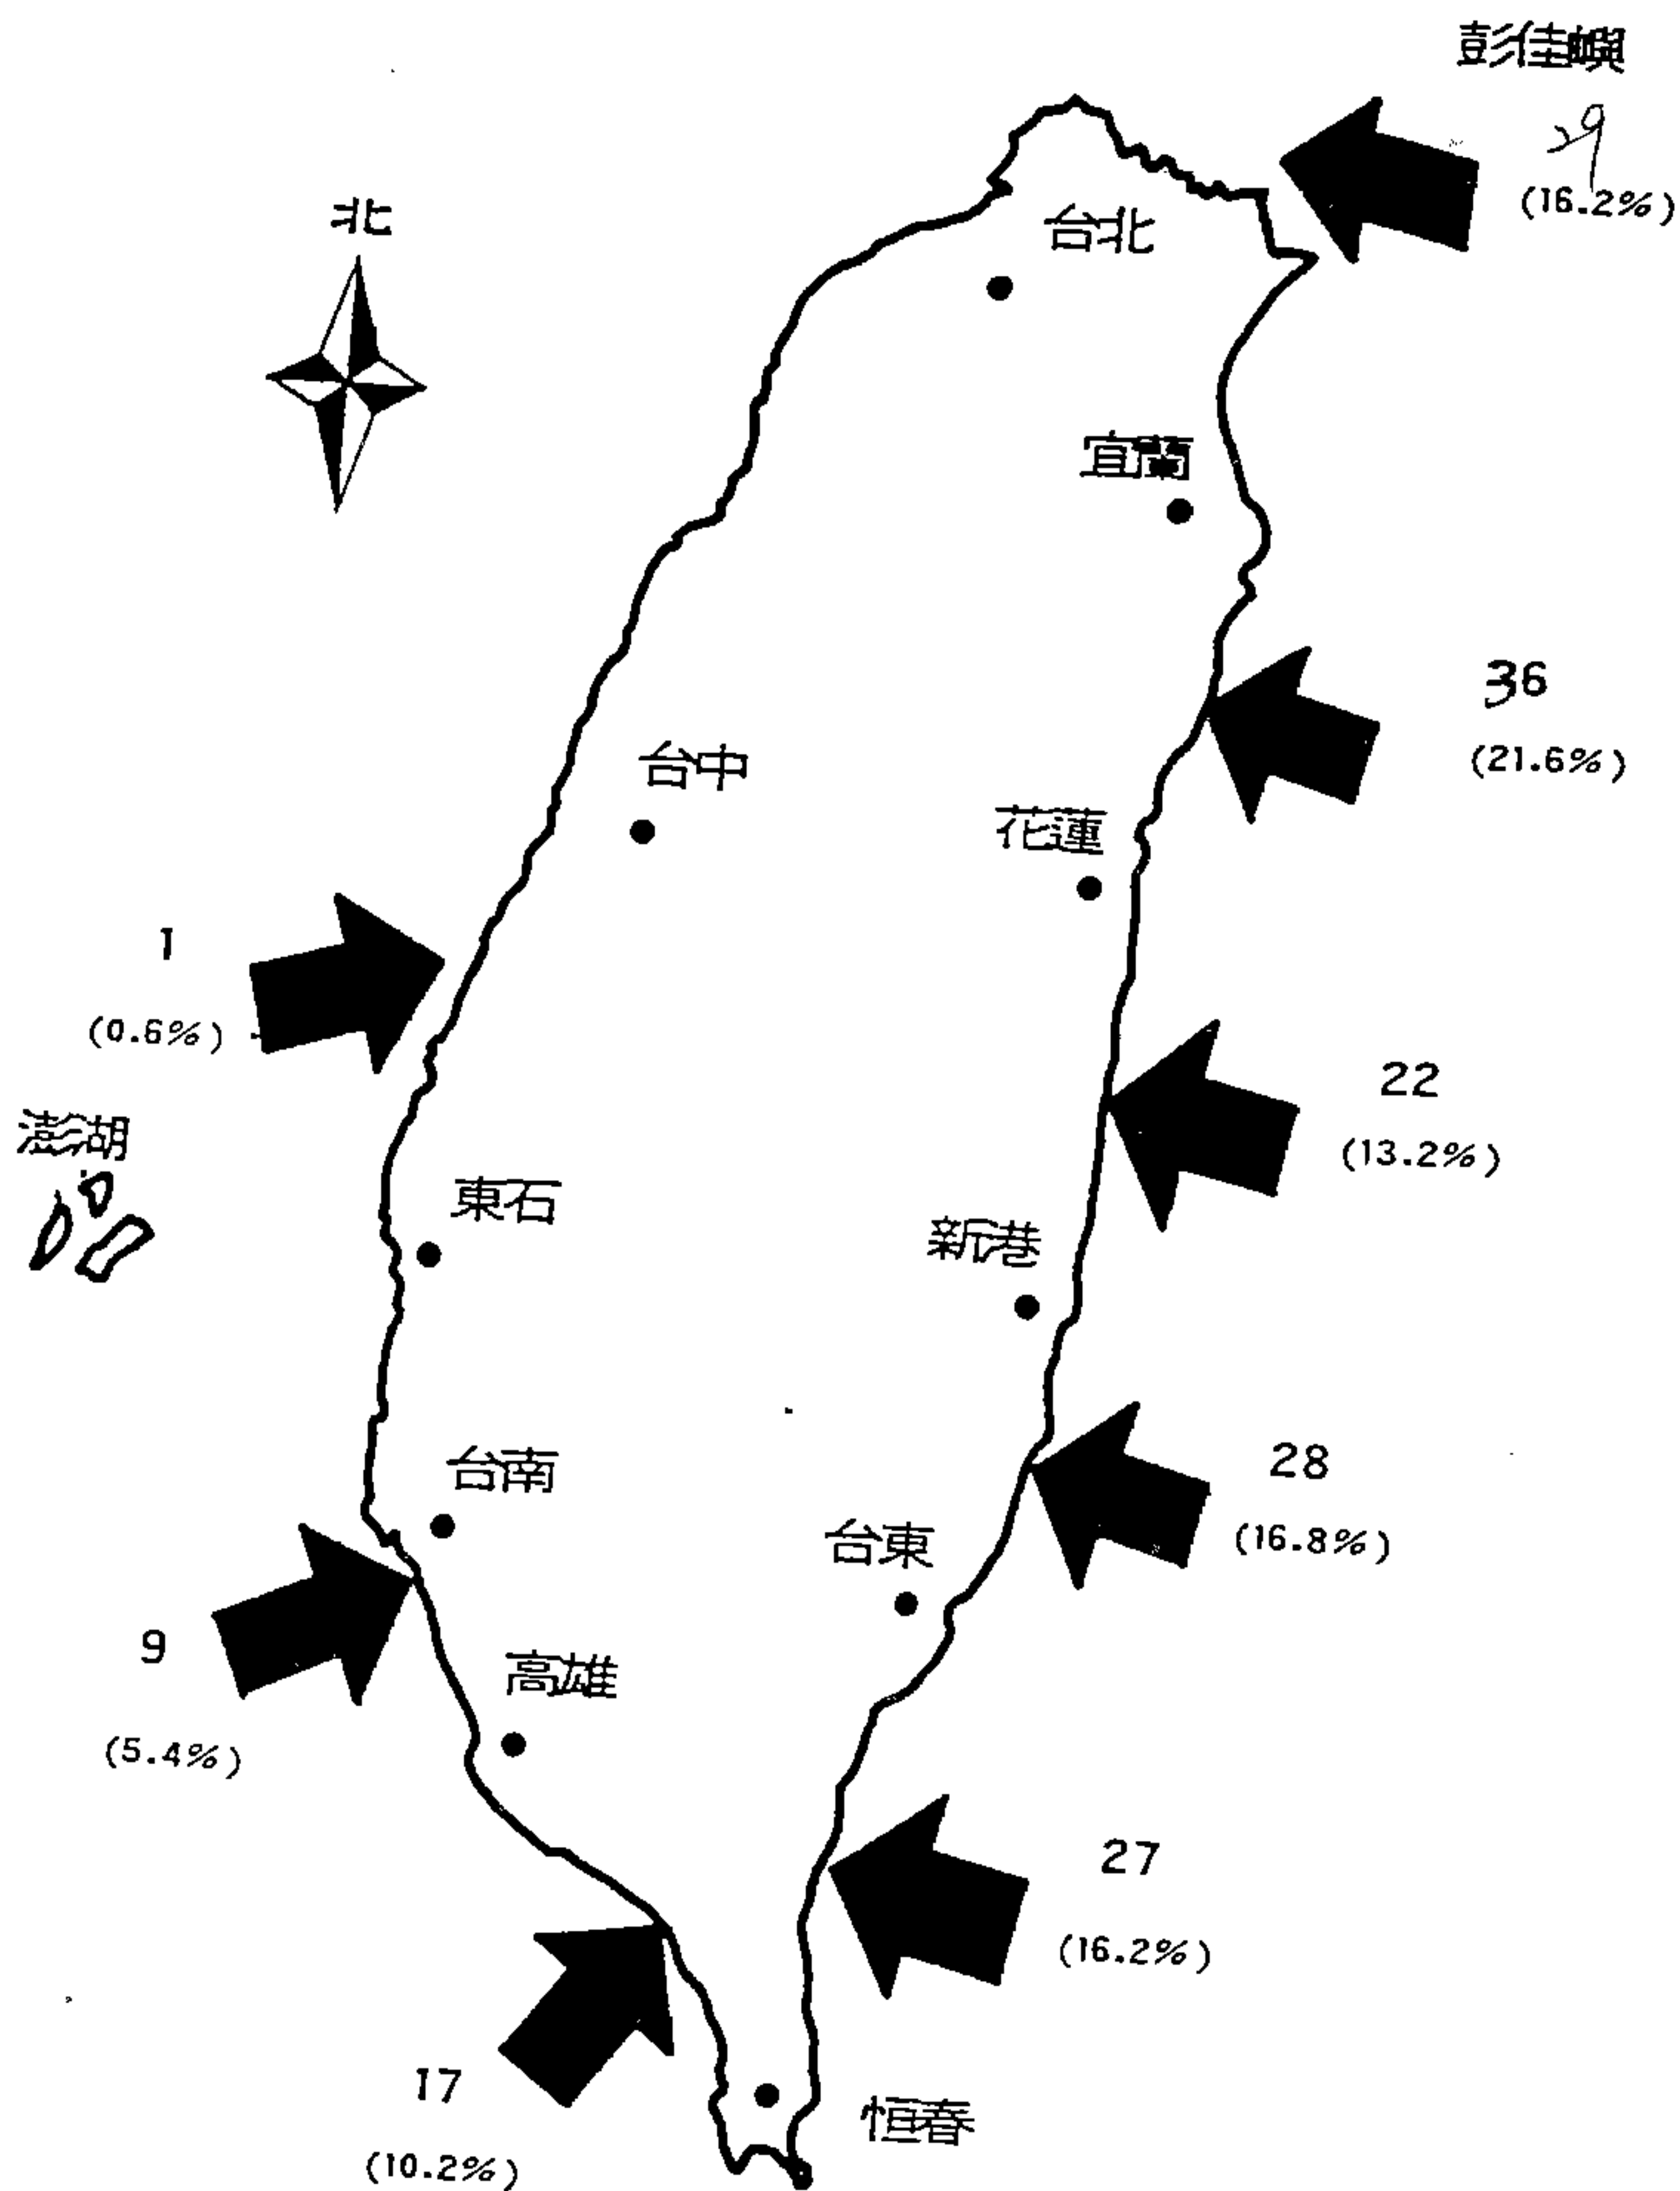 彭佳嶼
(16.2%)
北
台北
宜蘭
36
(21.6%)
台中
花蓮
1
(0.6%)
22
(13.2%)
澎湖
東石
新港
台南
28
(16.8%)
台東
9
高雄
(5.4%)
27
(16.2%)
17
恒春
(10.2%)